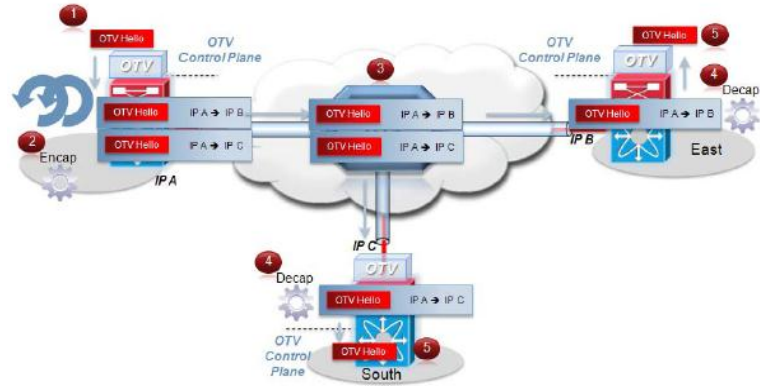 1
OTV Hello
OTV
OTV
Control Plane
OTV Hello IP A → IP B
OTV Hello IP A → IP C
2
Encap
IP A
3
OTV Hello IP A → IP B
OTV Hello IP A → IP C
OTV
Control Plane
OTV Hello
5
OTV
4
Decap
OTV Hello IP A → IP B
IP B
East
IP C
4
Decap
OTV
OTV Hello IP A → IP C
OTV
Control
Plane
OTV Hello
5
South